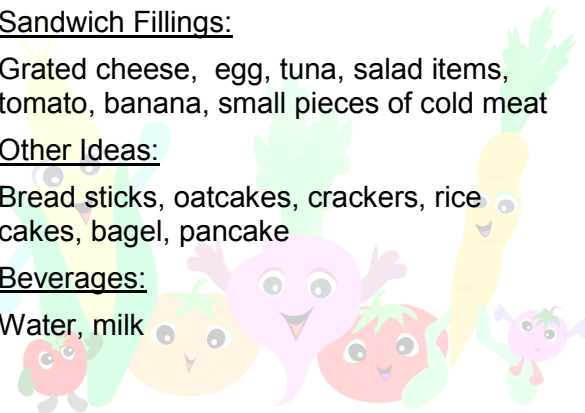 Sandwich Fillings:
Grated cheese,  egg, tuna, salad items,
tomato, banana, small pieces of cold meat
Other Ideas:
Bread sticks, oatcakes, crackers, rice
cakes, bagel, pancake
Beverages:
Water, milk